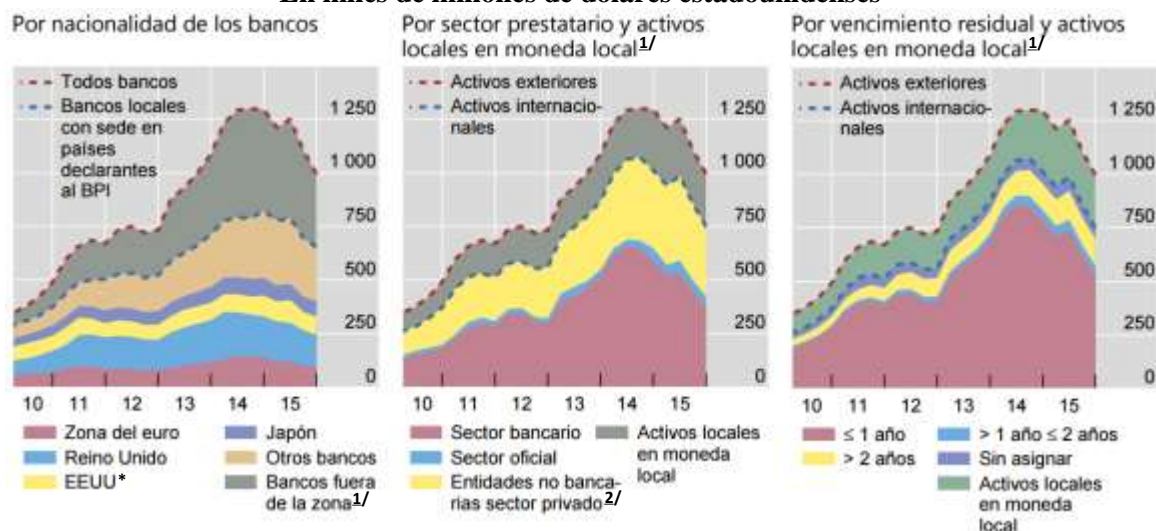 En miles de millones de dólares estadounidenses
Por nacionalidad de los bancos
Todos bancos
Bancos locales
con sede en
países
declarantes
al BPI
1 250
1 000
750
500
250
0
10 11 12 13 14 15
Zona del euro
Reino Unido
EEUU*
Japón
Otros bancos
Bancos fuera
de la zona1/
Por sector prestatario y activos
locales en moneda local1/
Activos exteriores
Activos internacio-
nales
1 250
1 000
750
500
250
0
10 11 12 13 14 15
Sector bancario
Sector oficial
Entidades no banca-
rias sector privado2/
Activos locales
en moneda
local
Por vencimiento residual y activos
locales en moneda local1/
Activos exteriores
Activos internacio-
nales
1 250
1 000
750
500
250
0
10 11 12 13 14 15
≤ 1 año
> 2 años
> 1 año ≤ 2 años
Sin asignar
Activos locales
en moneda
local